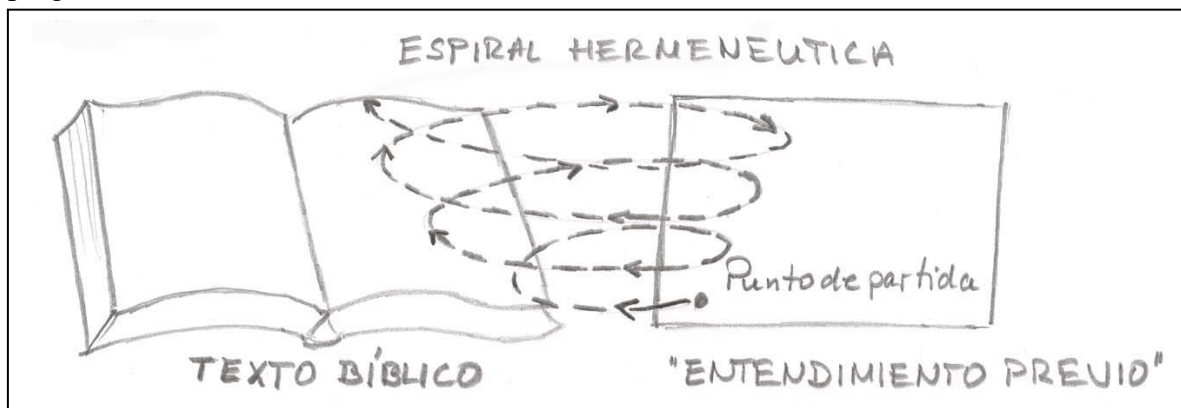 ESPIRAL HERMENEUTICA
Punto de partida
TEXTO BÍBLICO
"ENTENDIMIENTO PREVIO"